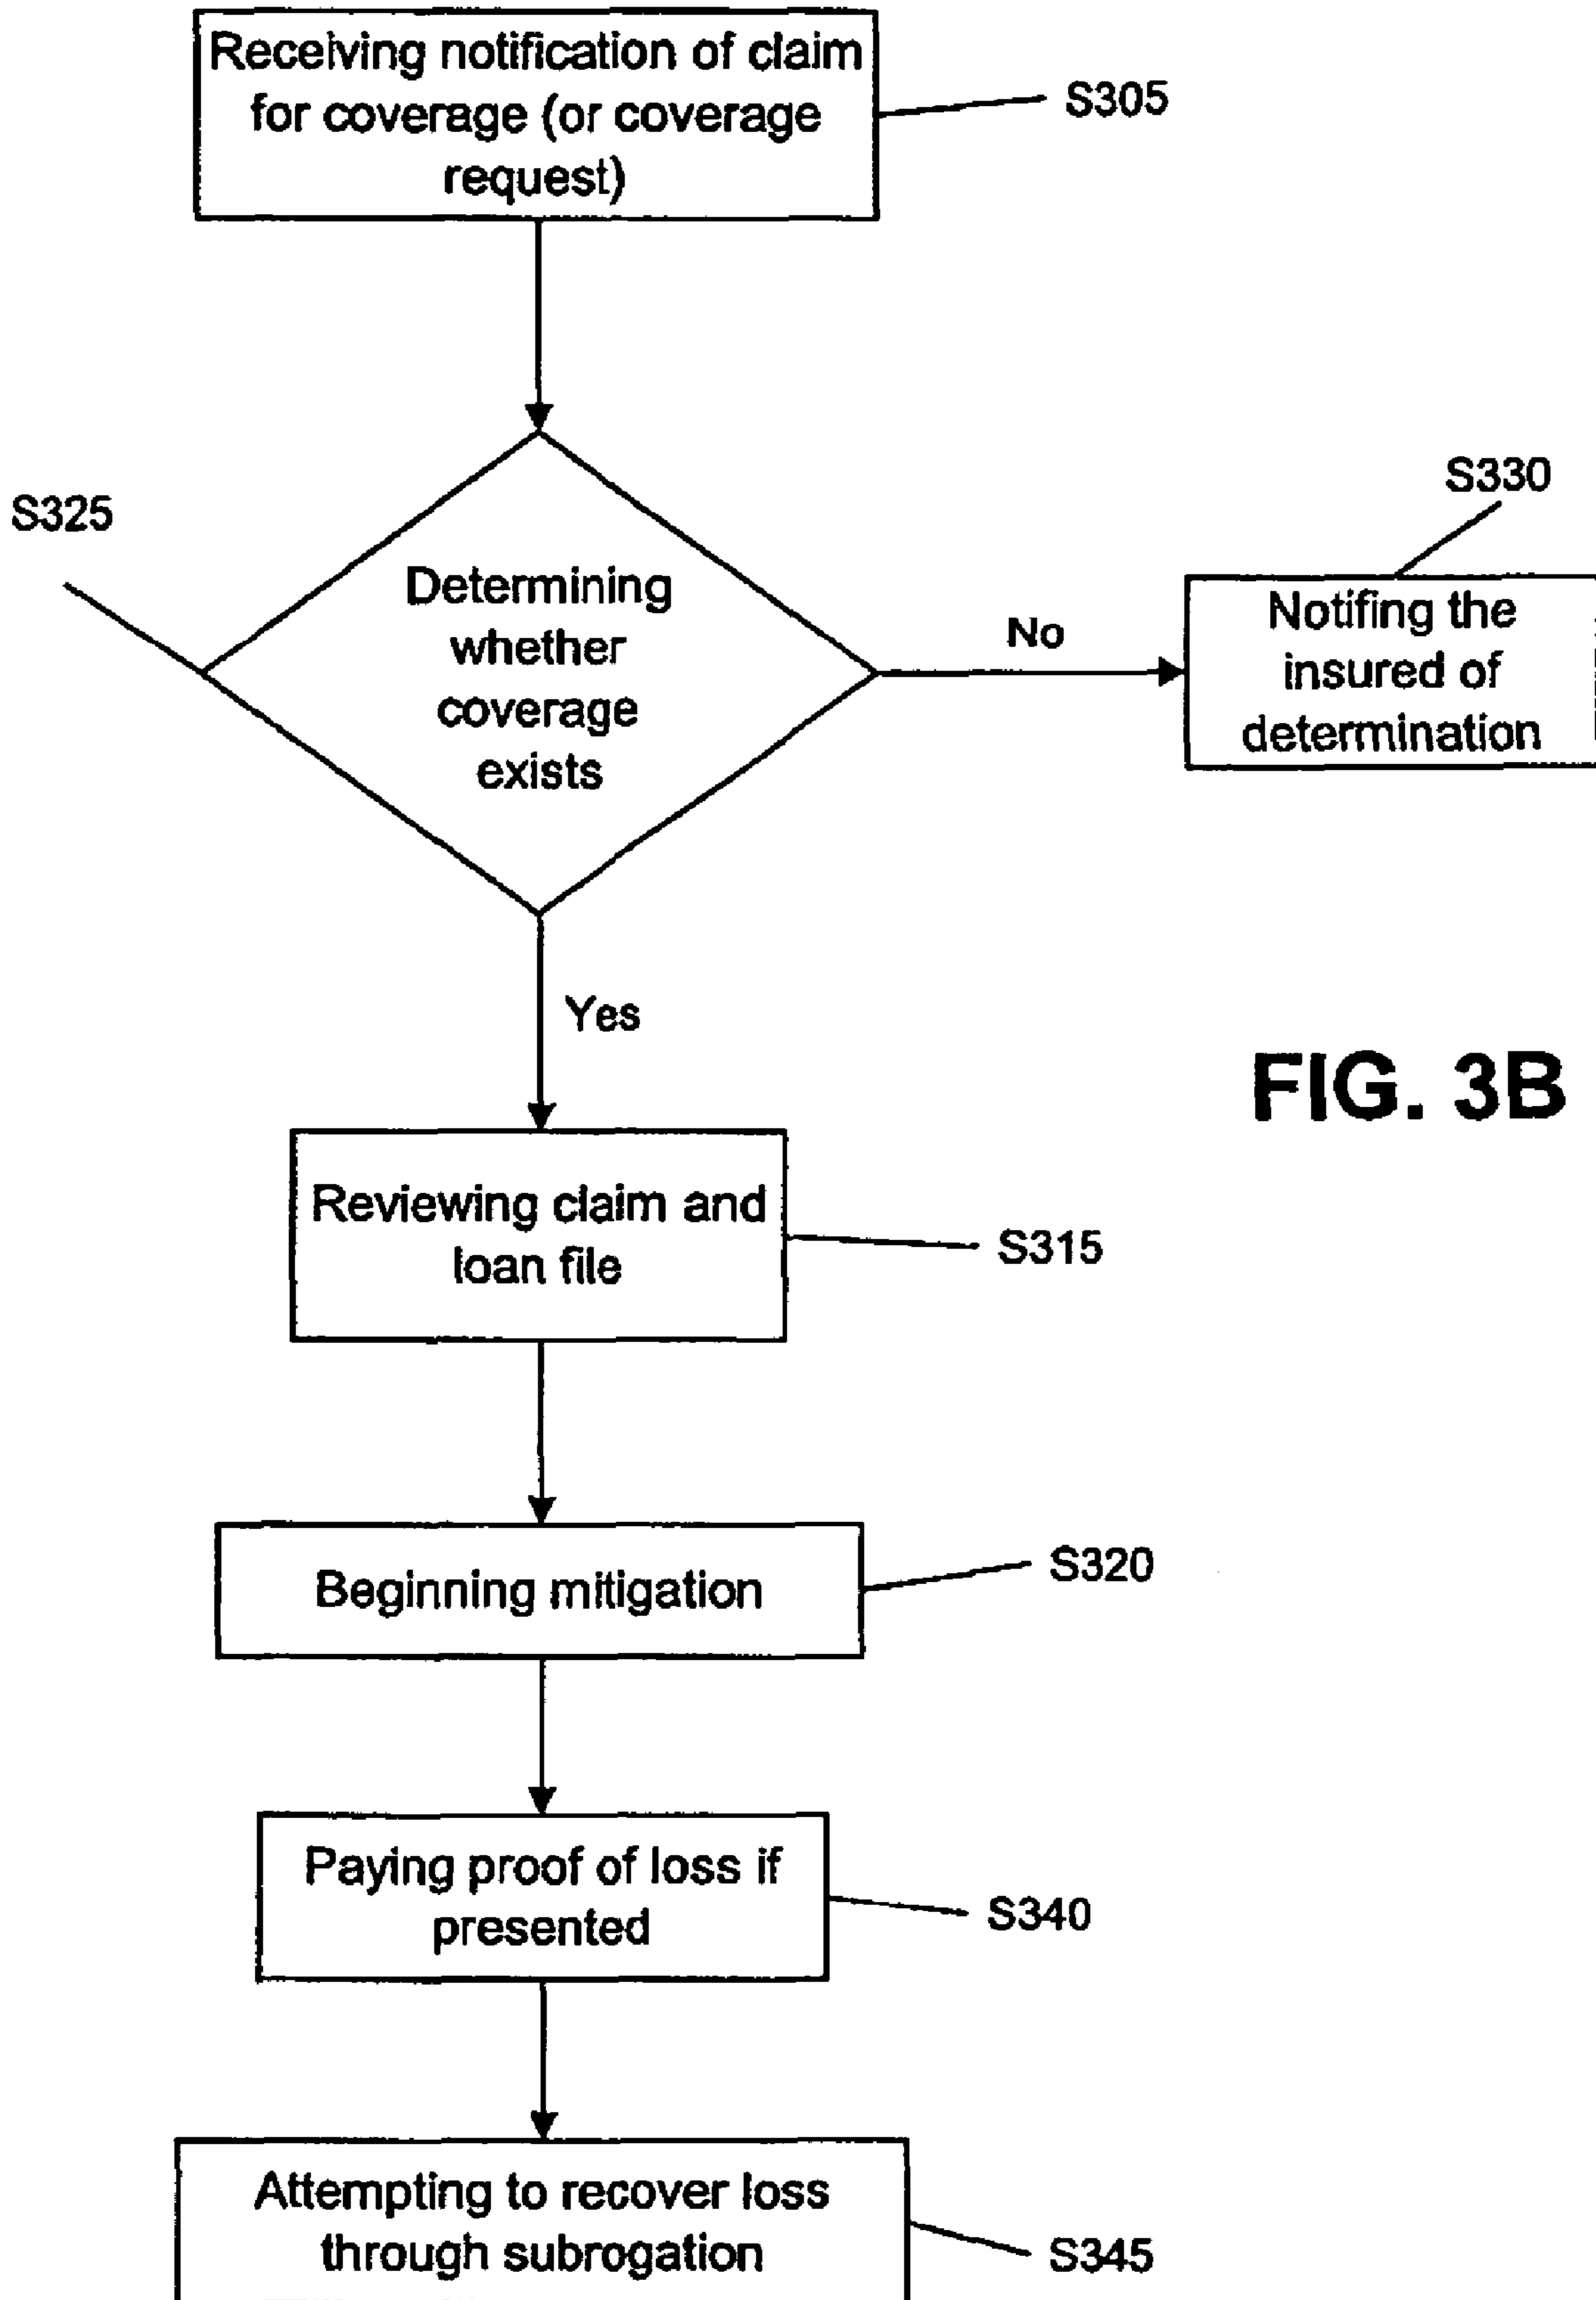 Receiving notification of claim
for coverage (or coverage
request)
S305
S325
Determining
whether
coverage
exists
No
S330
Notifing the
insured of
determination
Yes
FIG. 3B
Reviewing claim and
loan file
S315
Beginning mitigation
S320
Paying proof of loss if
presented
S340
Attempting to recover loss
through subrogation
S345